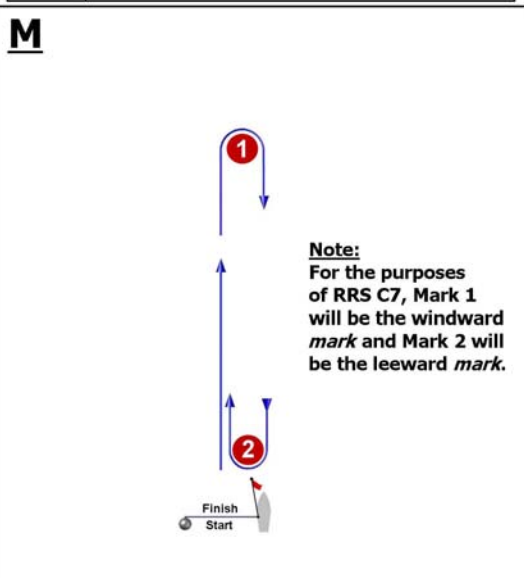 M
1
Note:
For the purposes
of RRS C7, Mark 1
will be the windward
mark and Mark 2 will
be the leeward mark.
2
Finish
Start